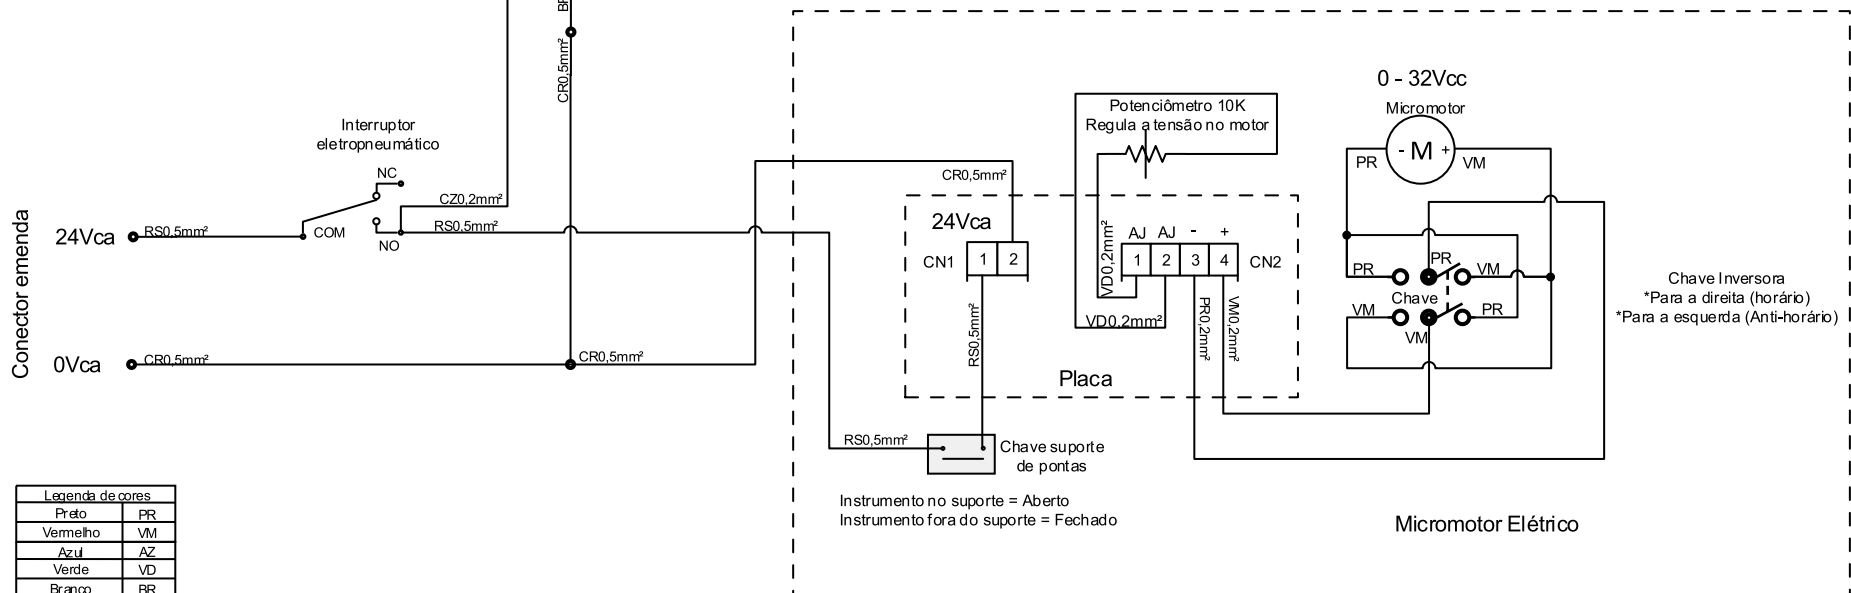 BR
CR0,5mm²
0 - 32Vcc
Micromotor
Potenciômetro 10K
Regula a tensão no motor
Interruptor
eletropneumático
- M +
PR
VM
NC
CR0,5mm²
CZ0,2mm²
Conector emenda
24Vca
RS0,5mm²
COM
NO
RS0,5mm²
24Vca
VD0,2mm²
AJ
AJ
-
+
CN1
1
2
1
2
3
4
CN2
PR
PR
VM
Chave
VM
PR
VM
Chave Inversora
*Para a direita (horário)
*Para a esquerda (Anti-horário)
PR0,2mm²
VM0,2mm²
VD0,2mm²
RS0,5mm²
0Vca
CR0,5mm²
CR0,5mm²
Placa
RS0,5mm²
Chave suporte
de pontas
Instrumento no suporte = Aberto
Instrumento fora do suporte = Fechado
Micromotor Elétrico
Legenda de cores
Preto PR
Vermelho VM
Azul AZ
Verde VD
Branco BR